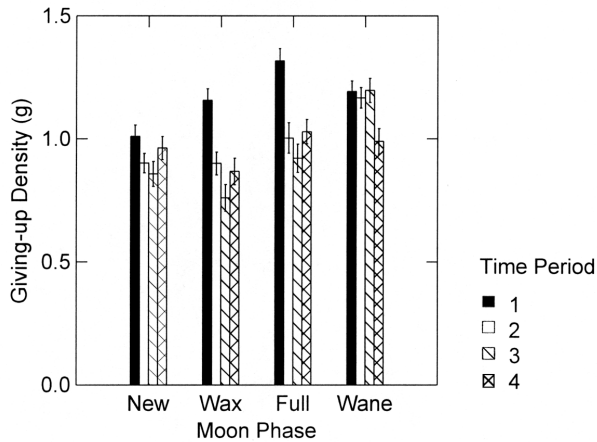 1.5
1.0
0.5
0.0
Giving-up Density (g)
New Wax Full Wane
Moon Phase
Time Period
1
2
3
4